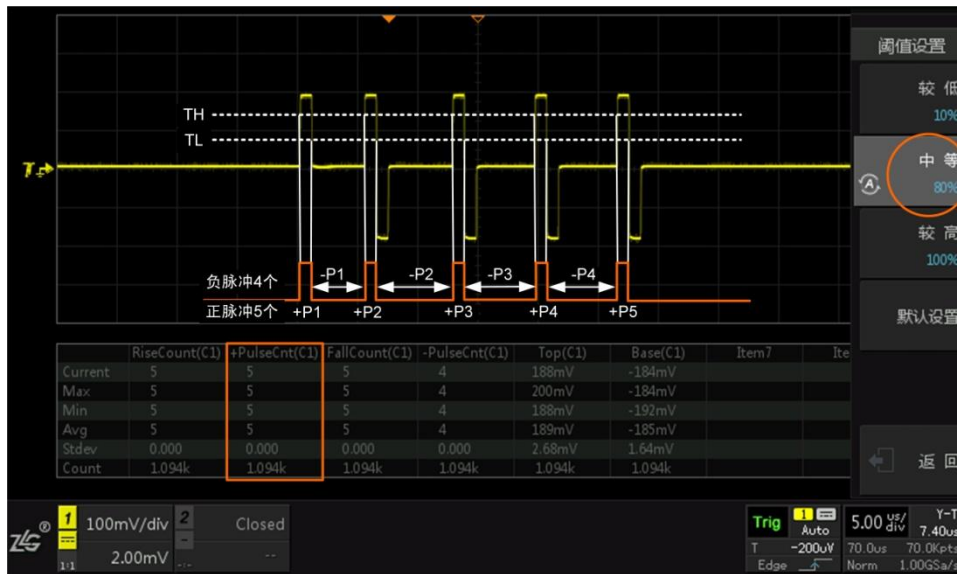 阈值设置
较 低
10%
TH
TL
中 等
A
80%
较 高
100%
负脉冲4个
-P1 -P2 -P3 -P4
正脉冲5个 +P1 +P2 +P3 +P4 +P5
默认设置
RiseCount(C1) +PulseCnt(C1) FallCount(C1) -PulseCnt(C1) Top(C1) Base(C1) Item7 Ite
Current 5 5 5 4 188mV -184mV
Max 5 5 5 4 200mV -184mV
Min 5 5 5 4 188mV -192mV
Avg 5 5 5 4 189mV -185mV
Stdev 0.000 0.000 0.000 0.000 2.68mV 1.64mV
Count 1.094k 1.094k 1.094k 1.094k 1.094k 1.094k
返 回
ZLG® 1 100mV/div 2 Closed
1:1 2.00mV -:- --
Trig 1 Auto 5.00 us/div Y-T 7.40us
T -200uV 70.0us 70.0Kpts
Edge Norm 1.00GSa/s